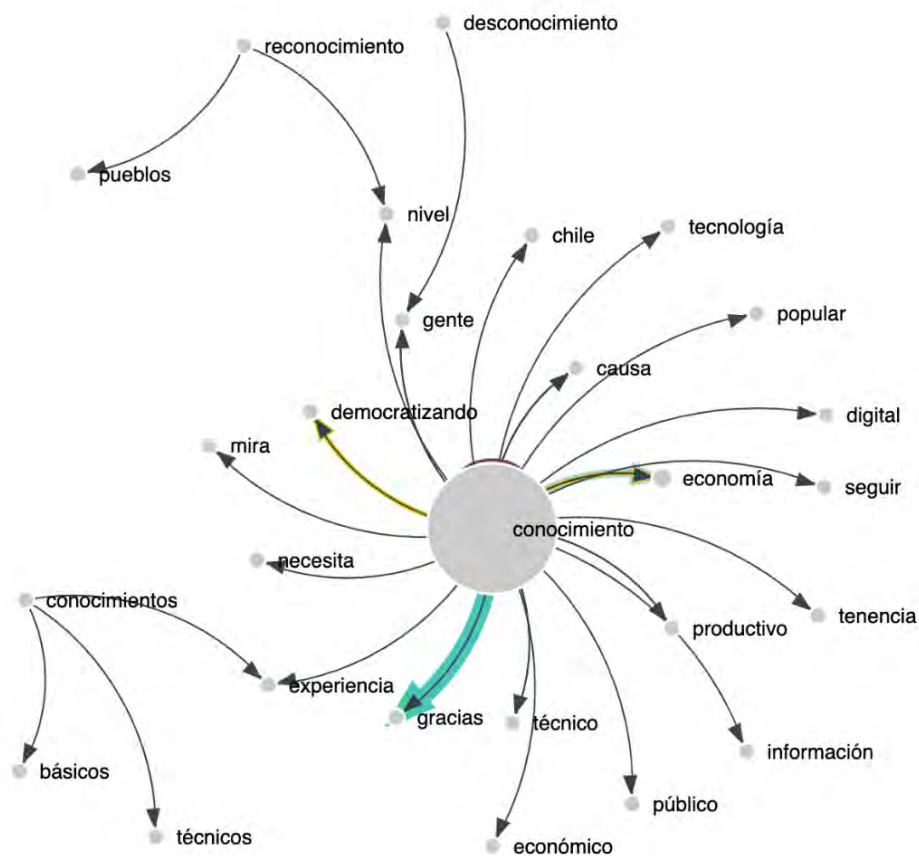 desconocimiento
reconocimiento
pueblos
nivel
chile
tecnología
gente
popular
causa
democratizando
digital
mira
economía
seguir
conocimiento
necesita
conocimientos
tenencia
productivo
experiencia
gracias
técnico
información
básicos
público
técnicos
económico